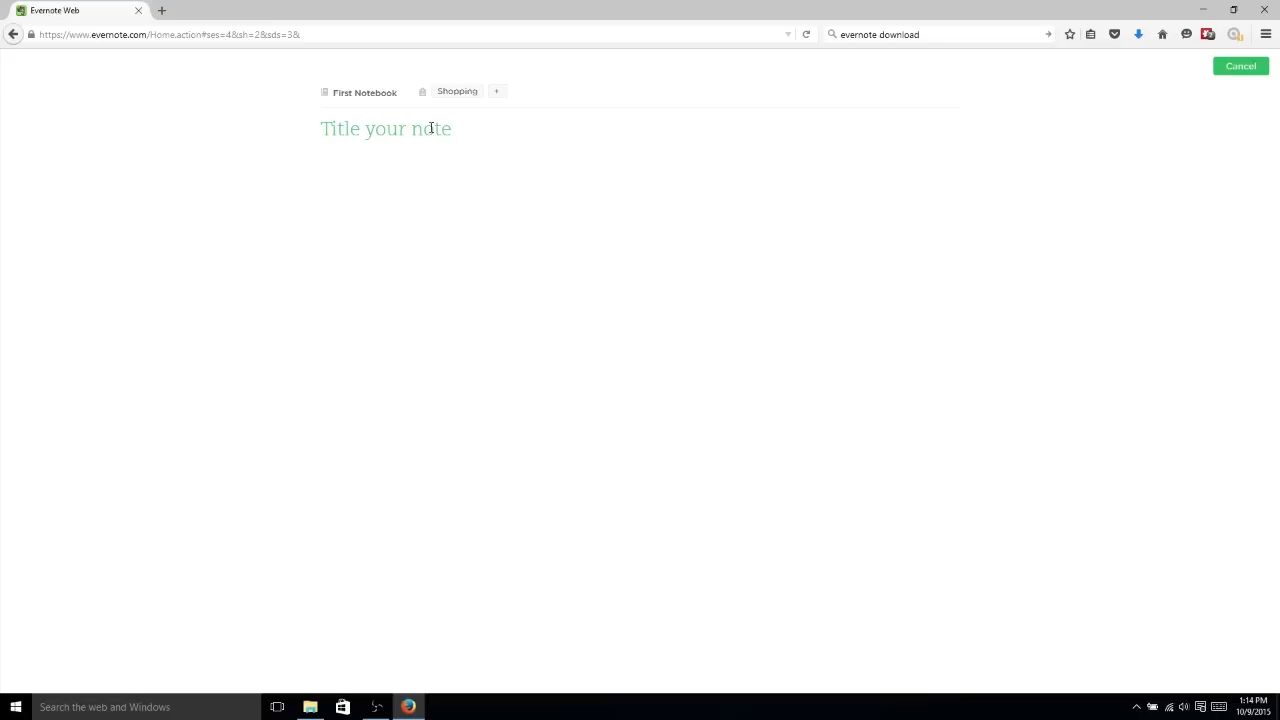 Evernote Web
https://www.evernote.com/Home.action#ses=4&sh=2&sds=3&
evernote download
Cancel
First Notebook
Shopping
+
Title your note
Search the web and Windows
1:14 PM
10/9/2015